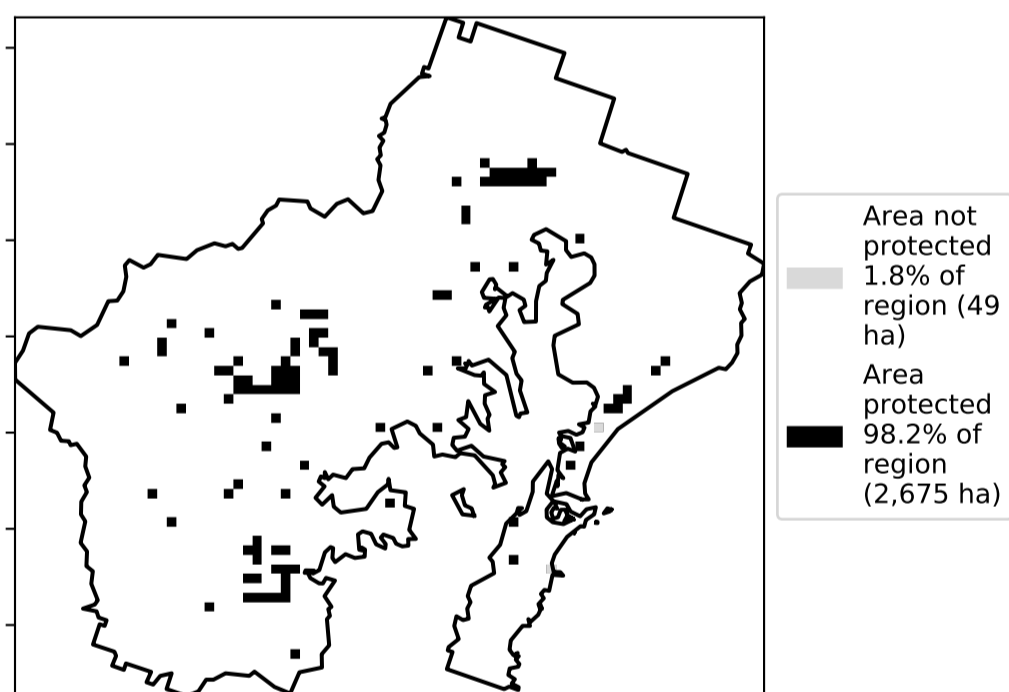 Area not
protected
1.8% of
region (49
ha)
Area
protected
98.2% of
region
(2,675 ha)